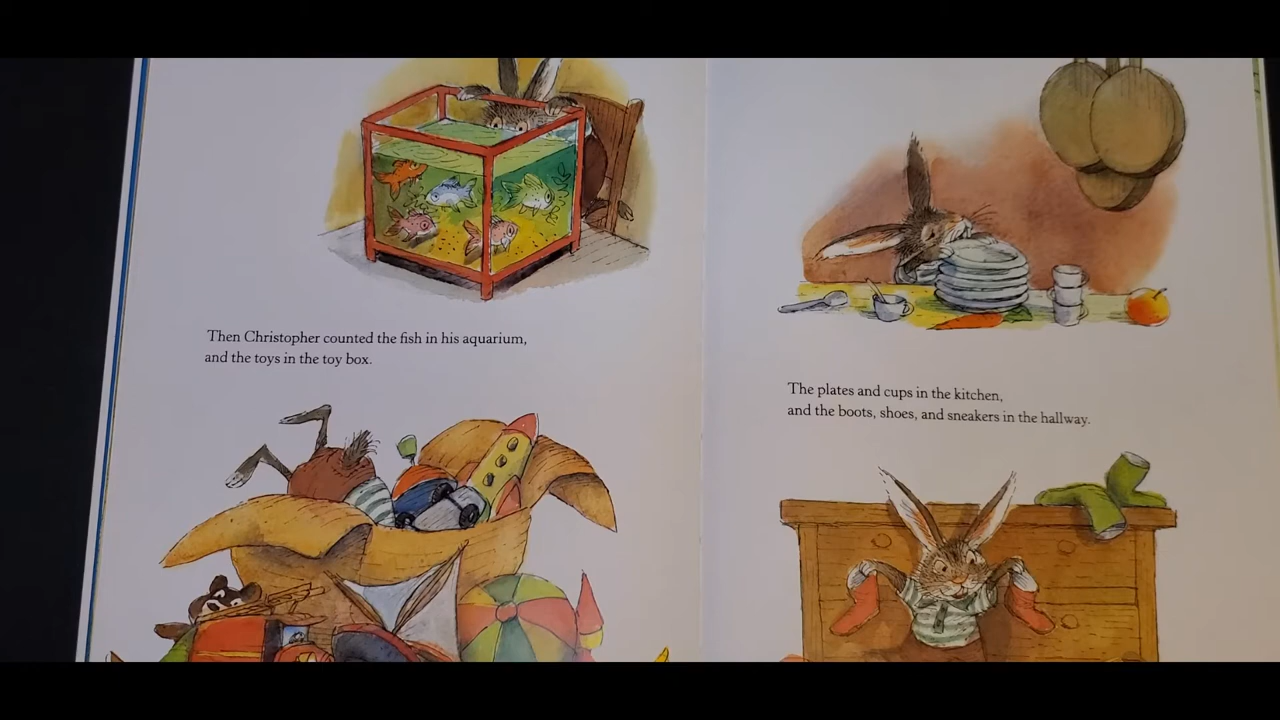 Then Christopher counted the fish in his aquarium,
and the toys in the toy box.
The plates and cups in the kitchen,
and the boots, shoes, and sneakers in the hallway.